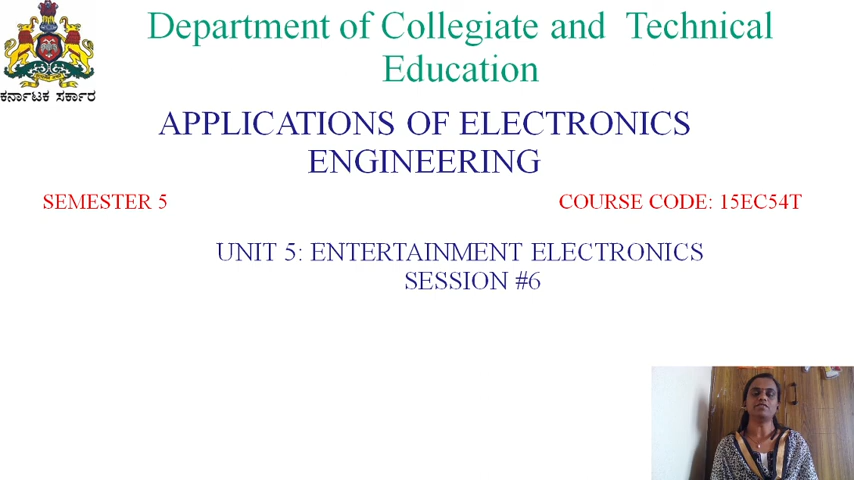 Department of Collegiate and Technical
Education
ಕರ್ನಾಟಕ ಸರ್ಕಾರ
APPLICATIONS OF ELECTRONICS
ENGINEERING
SEMESTER 5
COURSE CODE: 15EC54T
UNIT 5: ENTERTAINMENT ELECTRONICS
SESSION #6